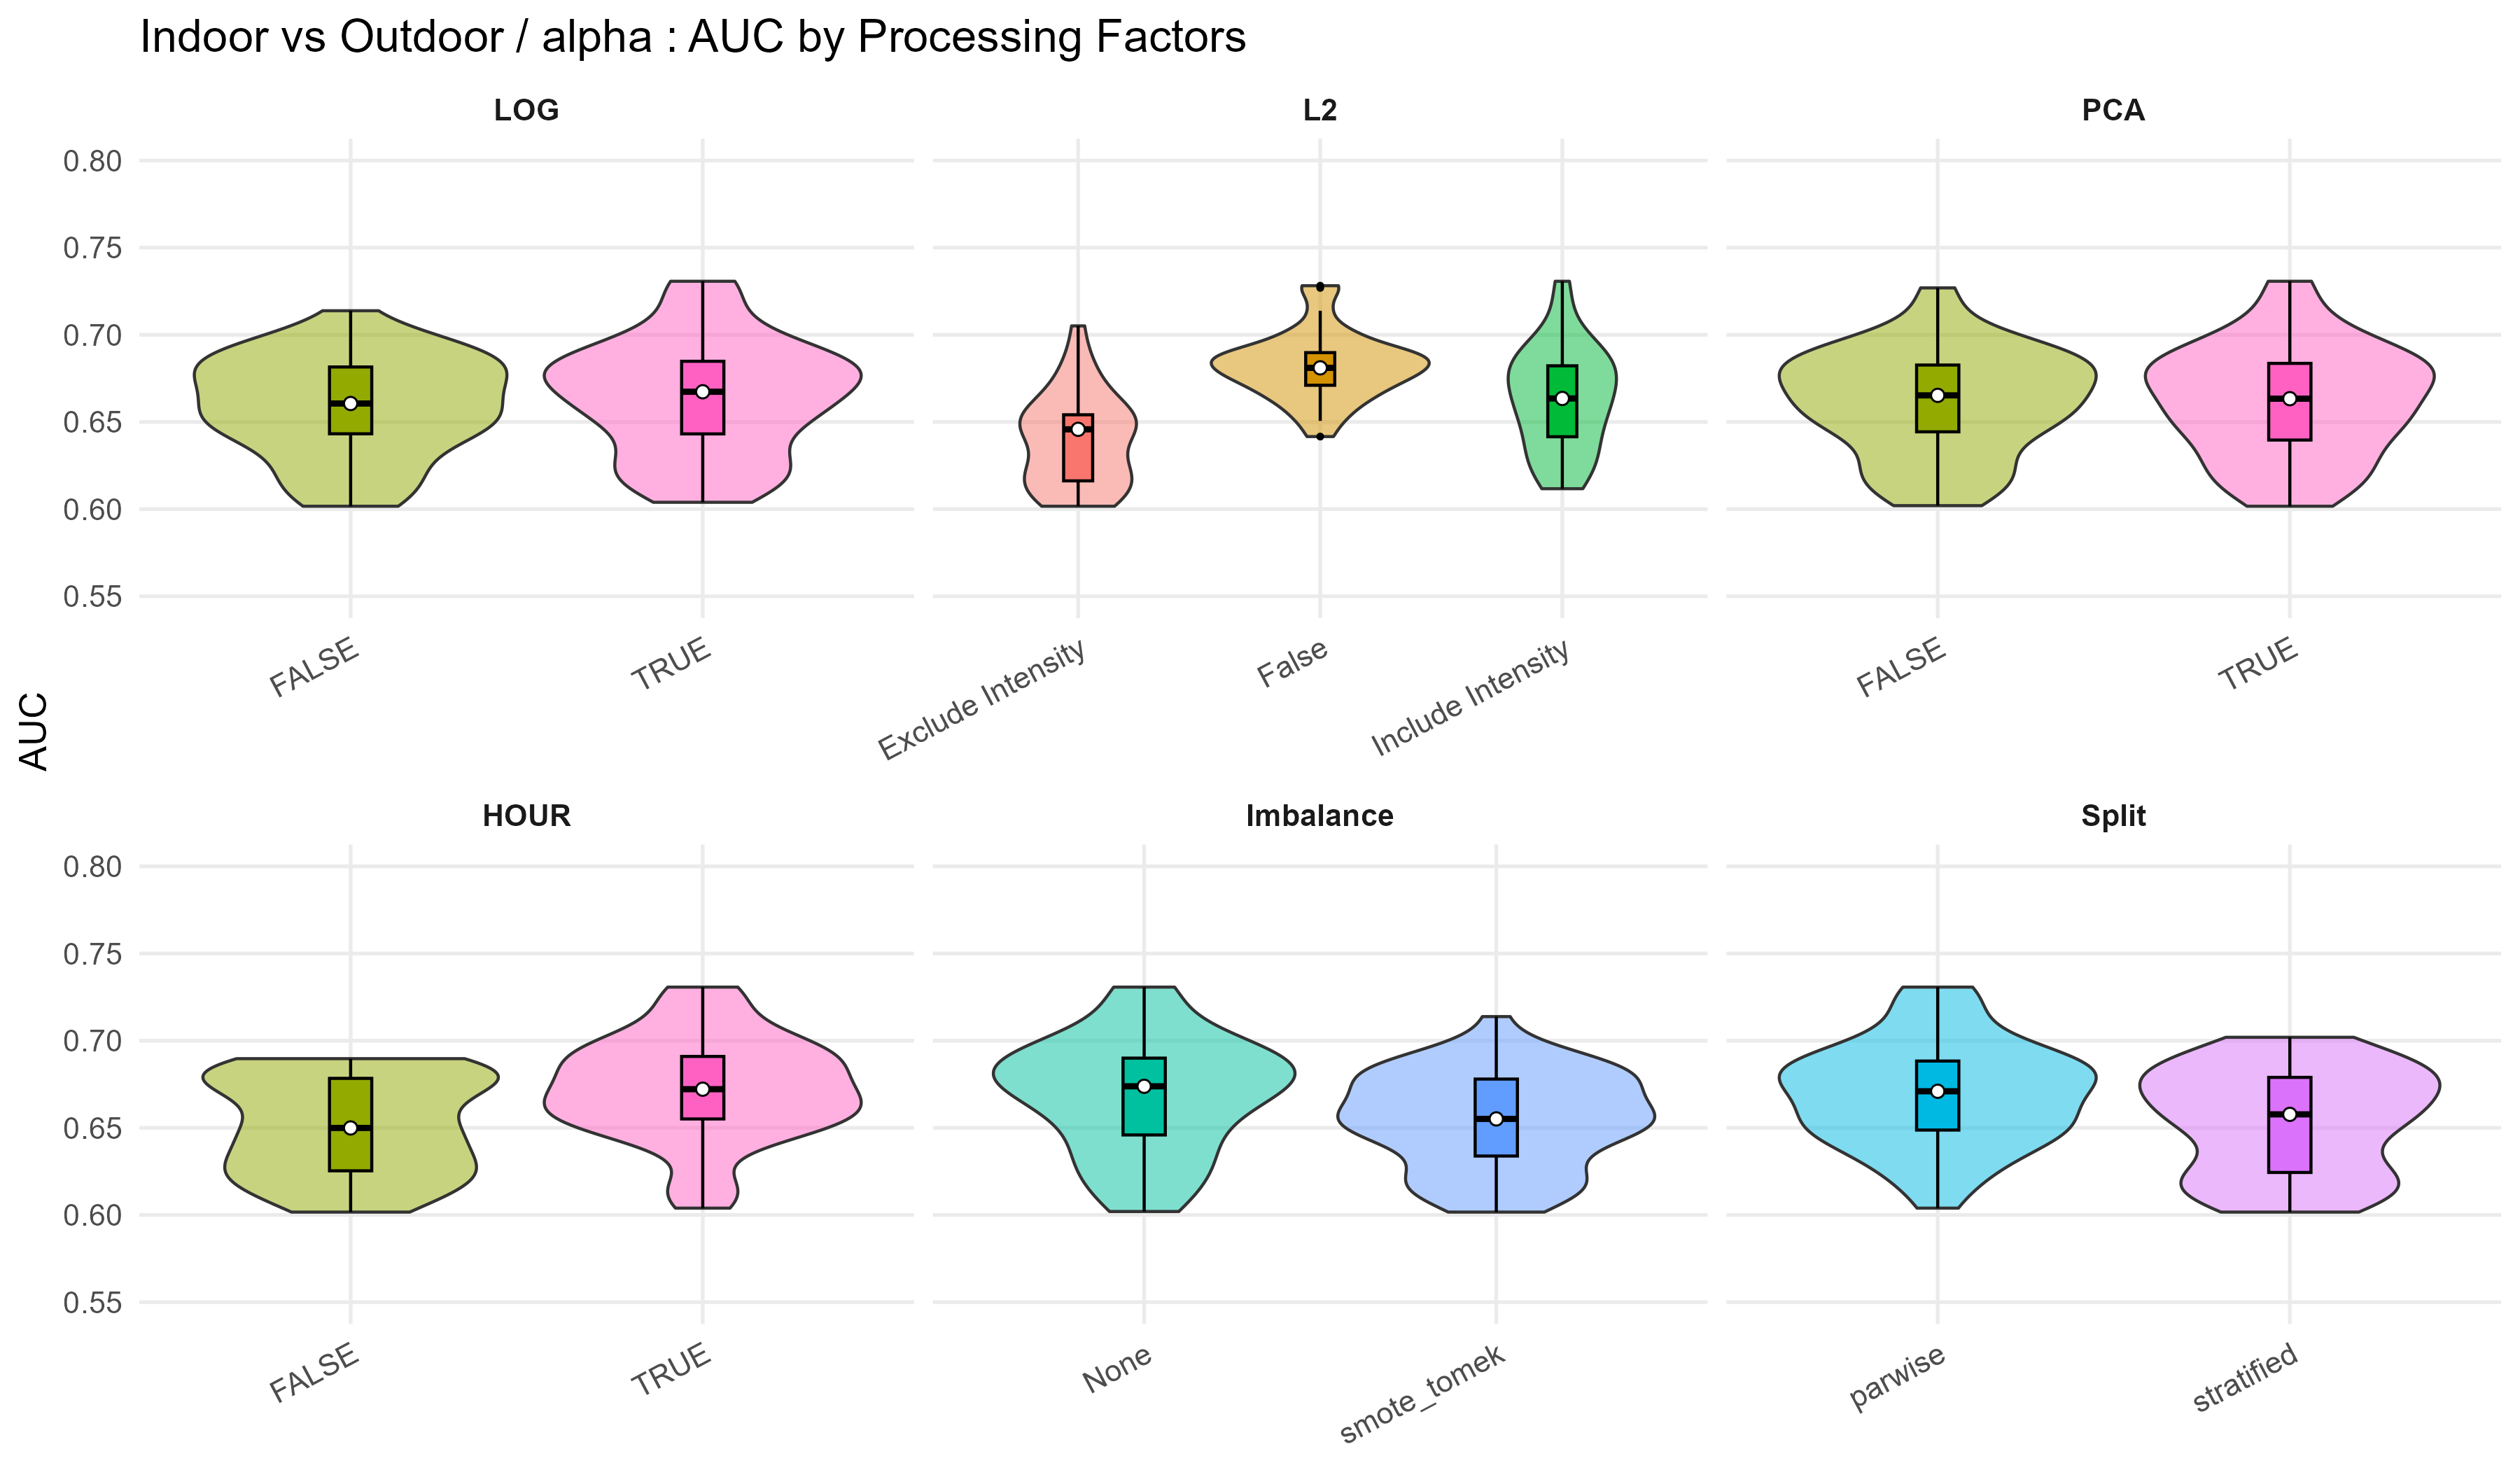 Indoor vs Outdoor / alpha : AUC by Processing Factors
LOG
L2
PCA
0.80
0.75
0.70
0.65
0.60
0.55
FALSE
TRUE
Exclude Intensity
False
Include Intensity
FALSE
TRUE
AUC
HOUR
Imbalance
Split
0.80
0.75
0.70
0.65
0.60
0.55
FALSE
TRUE
None
smote_tomek
parwise
stratified